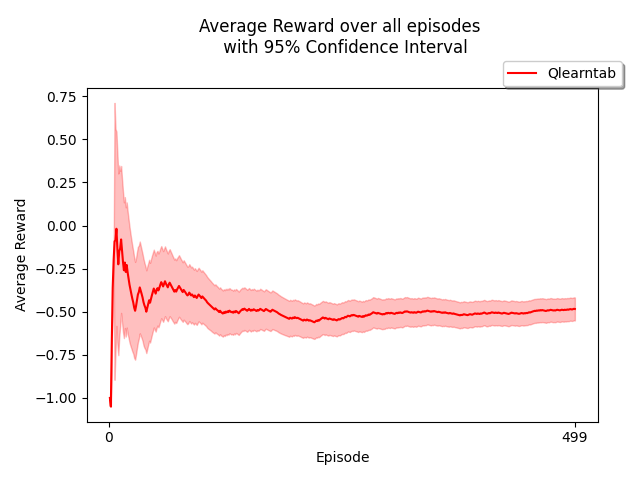 Average Reward over all episodes
with 95% Confidence Interval
Qlearntab
0.75
0.50
0.25
0.00
−0.25
−0.50
−0.75
−1.00
Average Reward
0 499
Episode